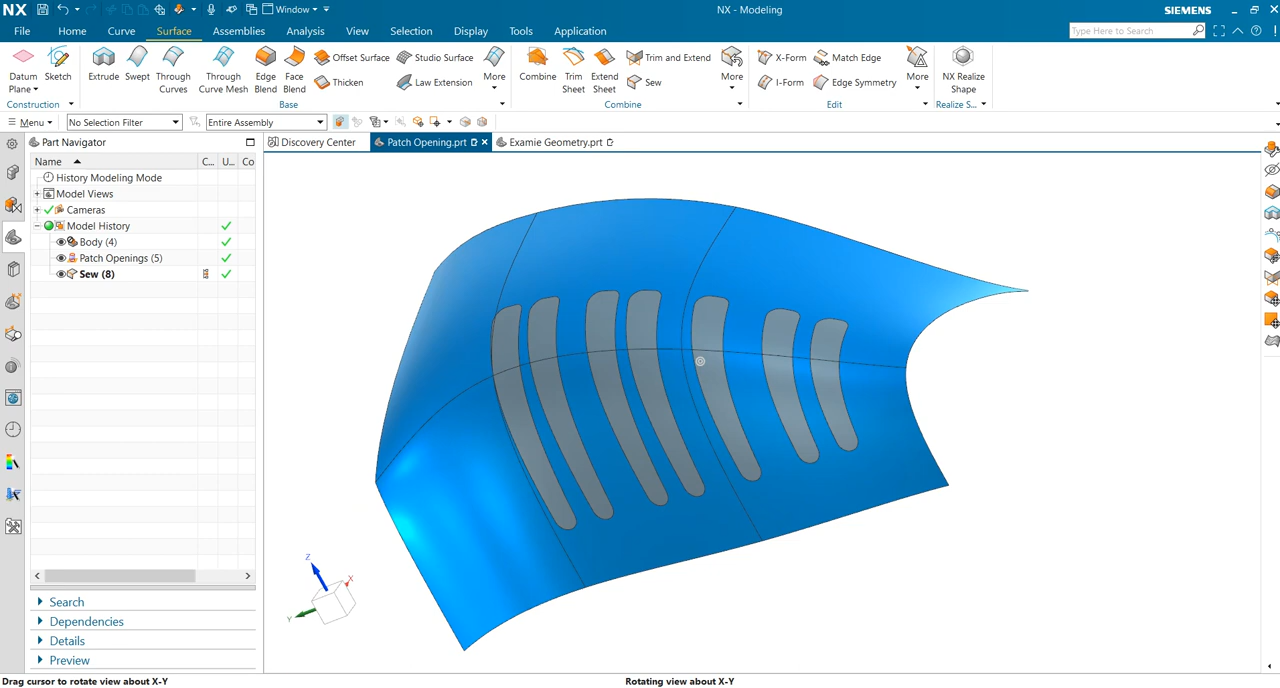 NX Window NX - Modeling SIEMENS
File Home Curve Surface Assemblies Analysis View Selection Display Tools Application Type Here to Search
Datum Plane Sketch Extrude Swept Through Curves Through Curve Mesh Edge Blend Face Blend Offset Surface Studio Surface More Combine Trim Sheet Extend Sheet Trim and Extend More X-Form Match Edge More NX Realize Shape
Thicken Law Extension Sew I-Form Edge Symmetry
Construction Base Combine Edit Realize S...
Menu No Selection Filter Entire Assembly
Part Navigator Discovery Center Patch Opening.prt Examie Geometry.prt
Name C... U... Co
History Modeling Mode
Model Views
Cameras
Model History
Body (4)
Patch Openings (5)
Sew (8)
Z
X
Y
Search
Dependencies
Details
Preview
Drag cursor to rotate view about X-Y Rotating view about X-Y